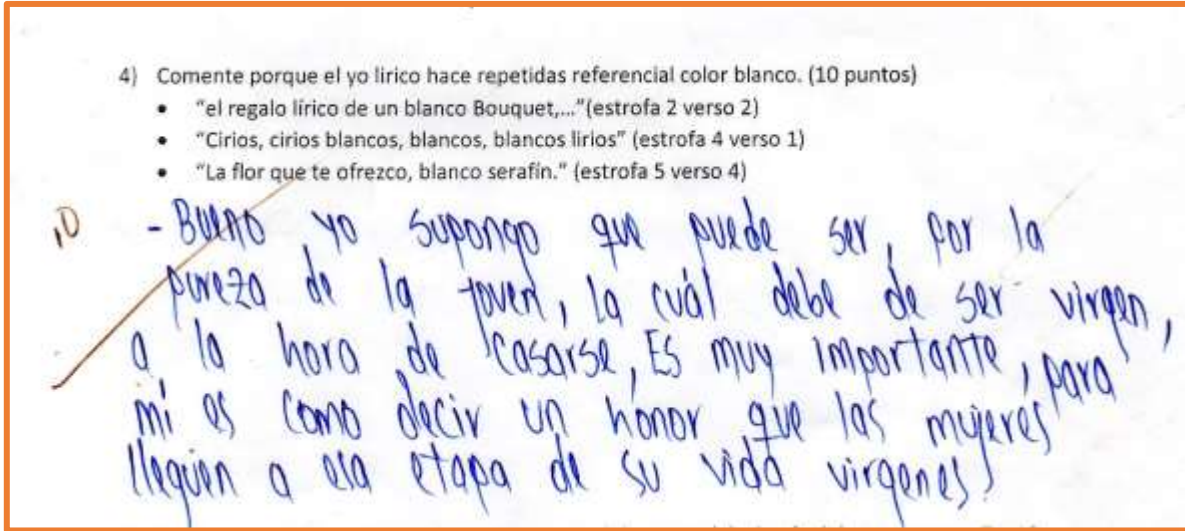 4) Comente porque el yo lirico hace repetidas referencial color blanco. (10 puntos)
• "el regalo lírico de un blanco Bouquet,..."(estrofa 2 verso 2)
• "Cirios, cirios blancos, blancos, blancos lirios" (estrofa 4 verso 1)
• "La flor que te ofrezco, blanco serafín." (estrofa 5 verso 4)
10 - Bueno yo supongo que puede ser, por la
pureza de la joven, la cuál debe de ser virgen,
a la hora de casarse, Es muy importante, para
mí es como decir un hónor que las mujeres
lleguen a esa etapa de su vida virgenes.